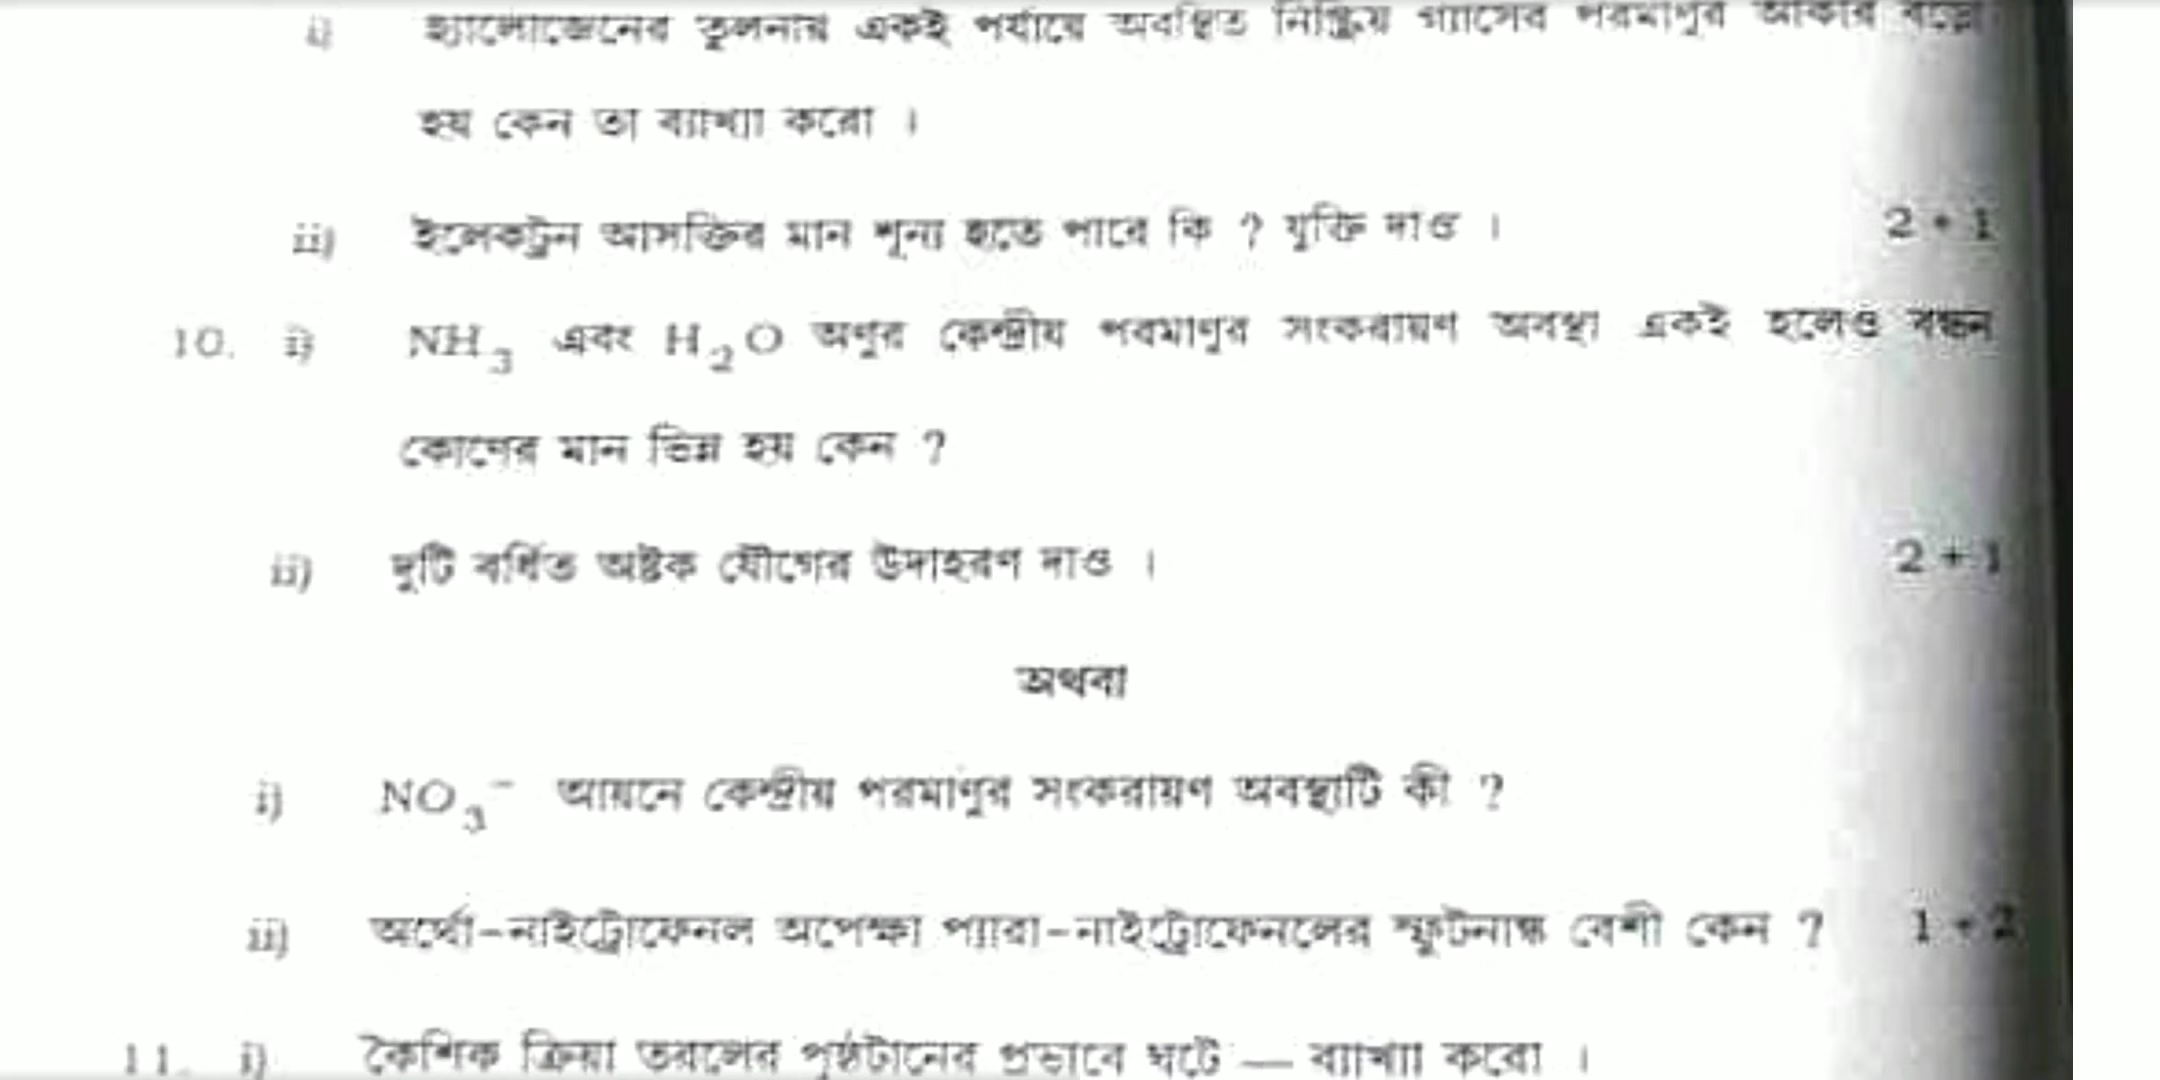 i) হ্যালোজেনের তুলনায় একই পর্যায়ে অবস্থিত নিষ্ক্রিয় গ্যাসের পরমাণুর আকার বড়ো
হয় কেন তা ব্যাখ্যা করো ।
ii) ইলেকট্রন আসক্তির মান শূন্য হতে পারে কি ? যুক্তি দাও । 2 + 1
10. i) NH₃ এবং H₂O অণুর কেন্দ্রীয় পরমাণুর সংকরায়ণ অবস্থা একই হলেও বন্ধন
কোণের মান ভিন্ন হয় কেন ?
ii) দুটি বর্ধিত অষ্টক যৌগের উদাহরণ দাও । 2 + 1
অথবা
i) NO₃⁻ আয়নে কেন্দ্রীয় পরমাণুর সংকরায়ণ অবস্থাটি কী ?
ii) অর্থো-নাইট্রোফেনল অপেক্ষা প্যারা-নাইট্রোফেনলের স্ফুটনাঙ্ক বেশী কেন ? 1 + 2
11. i) কৈশিক ক্রিয়া তরলের পৃষ্ঠটানের প্রভাবে ঘটে — ব্যাখ্যা করো ।